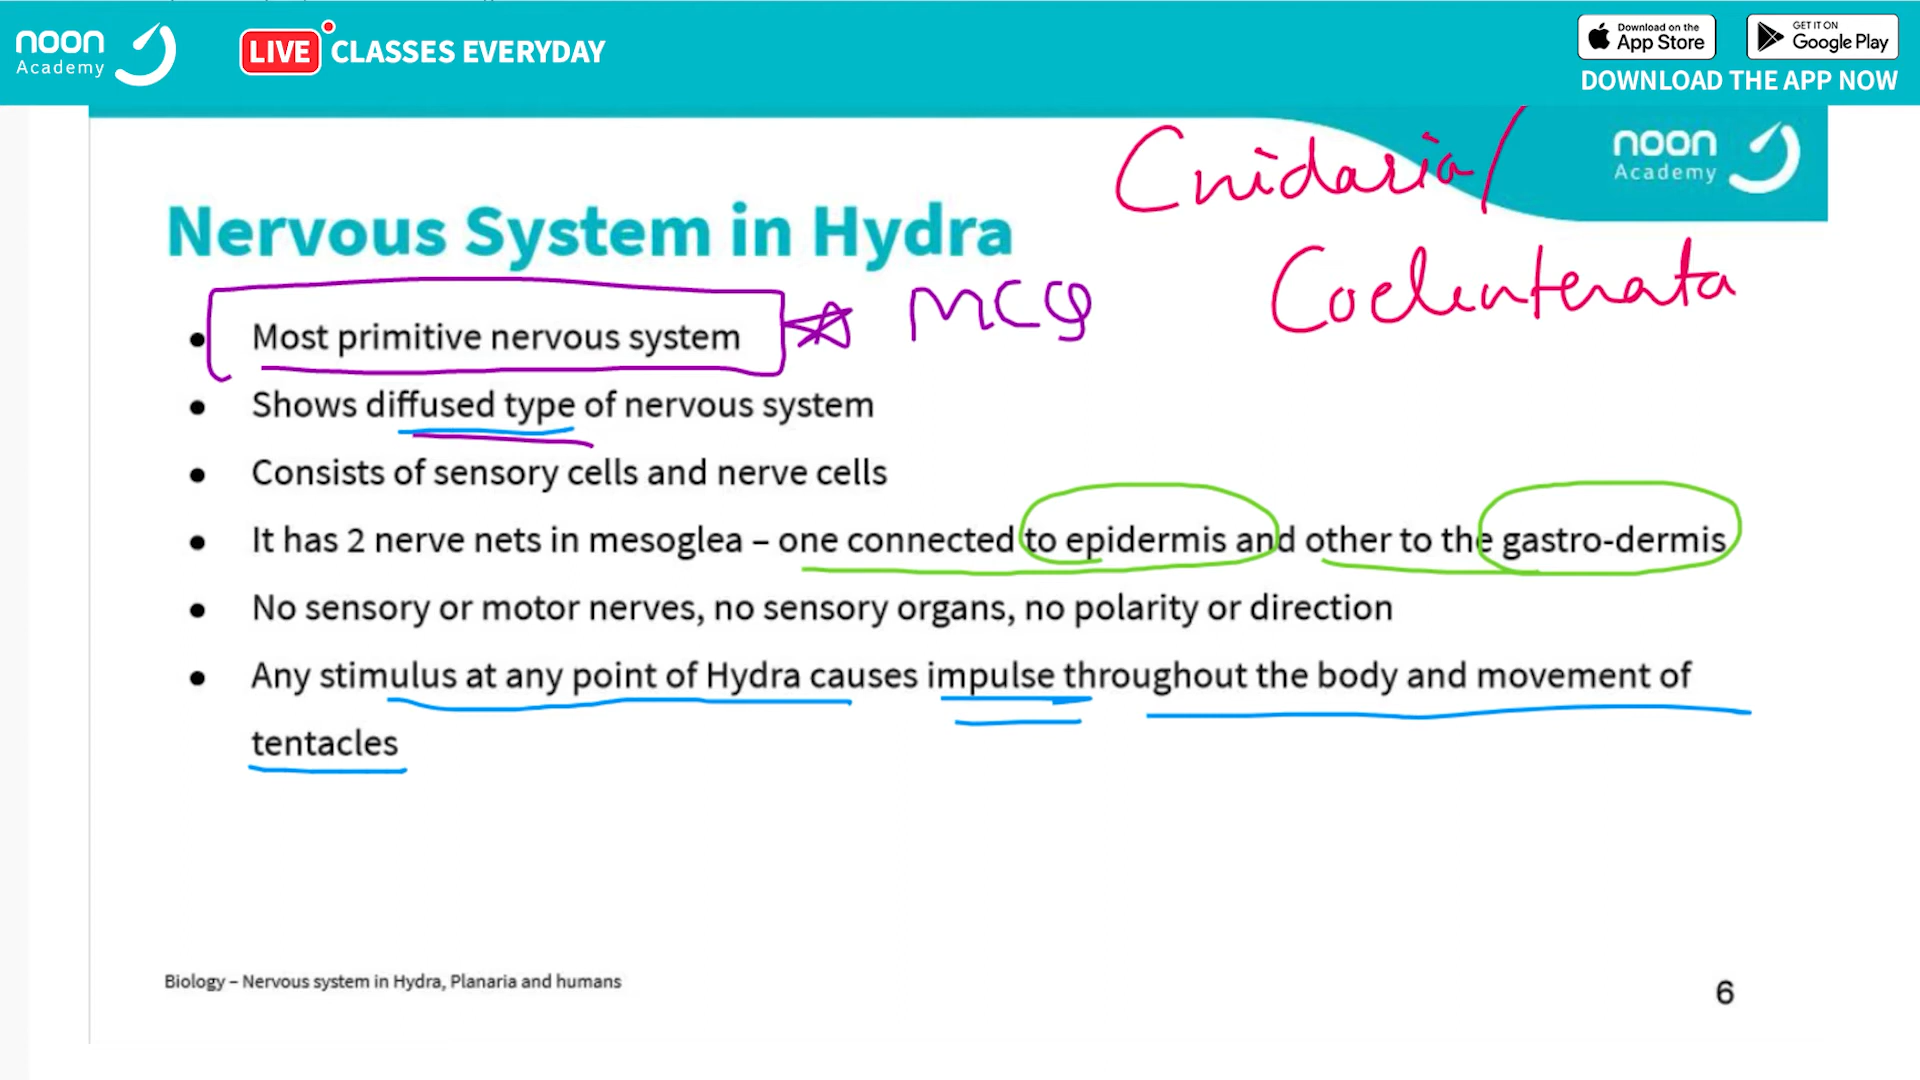 noon
Academy
LIVE CLASSES EVERYDAY
Download on the
App Store
GET IT ON
Google Play
DOWNLOAD THE APP NOW
noon
Academy
Cnidaria/
Coelenterata
Nervous System in Hydra
MCQ
• Most primitive nervous system
• Shows diffused type of nervous system
• Consists of sensory cells and nerve cells
• It has 2 nerve nets in mesoglea – one connected to epidermis and other to the gastro-dermis
• No sensory or motor nerves, no sensory organs, no polarity or direction
• Any stimulus at any point of Hydra causes impulse throughout the body and movement of
tentacles
Biology – Nervous system in Hydra, Planaria and humans
6